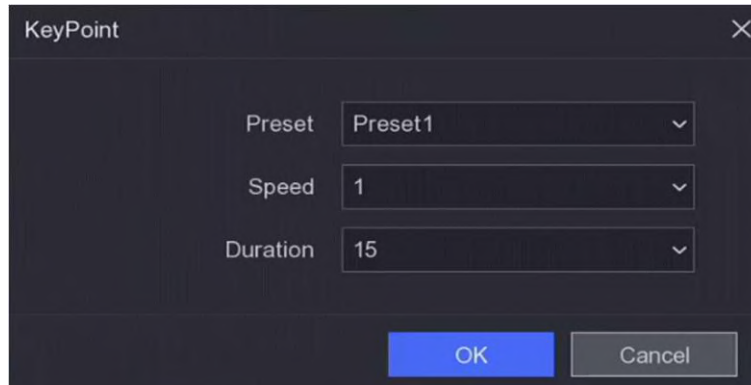 KeyPoint
Preset Preset1
Speed 1
Duration 15
OK Cancel